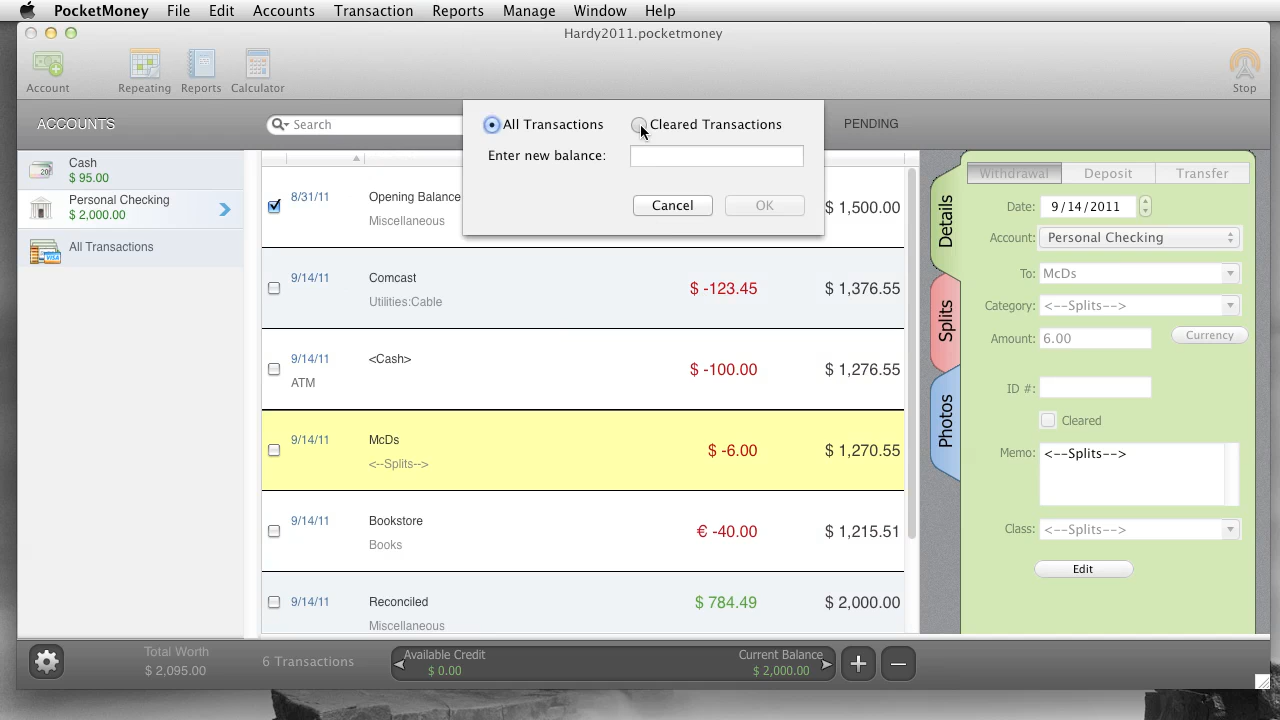 PocketMoney File Edit Accounts Transaction Reports Manage Window Help
Hardy2011.pocketmoney
Account Repeating Reports Calculator Stop
ACCOUNTS Search PENDING
All Transactions Cleared Transactions
Enter new balance:
Cancel OK
Cash
$ 95.00
Personal Checking
$ 2,000.00
All Transactions
8/31/11 Opening Balance $ 1,500.00
Miscellaneous
9/14/11 Comcast $ -123.45 $ 1,376.55
Utilities:Cable
9/14/11 <Cash> $ -100.00 $ 1,276.55
ATM
9/14/11 McDs $ -6.00 $ 1,270.55
<--Splits-->
9/14/11 Bookstore € -40.00 $ 1,215.51
Books
9/14/11 Reconciled $ 784.49 $ 2,000.00
Miscellaneous
Details
Splits
Photos
Withdrawal Deposit Transfer
Date: 9/14/2011
Account: Personal Checking
To: McDs
Category: <--Splits-->
Amount: 6.00 Currency
ID #:
Cleared
Memo: <--Splits-->
Class: <--Splits-->
Edit
Total Worth
$ 2,095.00
6 Transactions
Available Credit
$ 0.00
Current Balance
$ 2,000.00